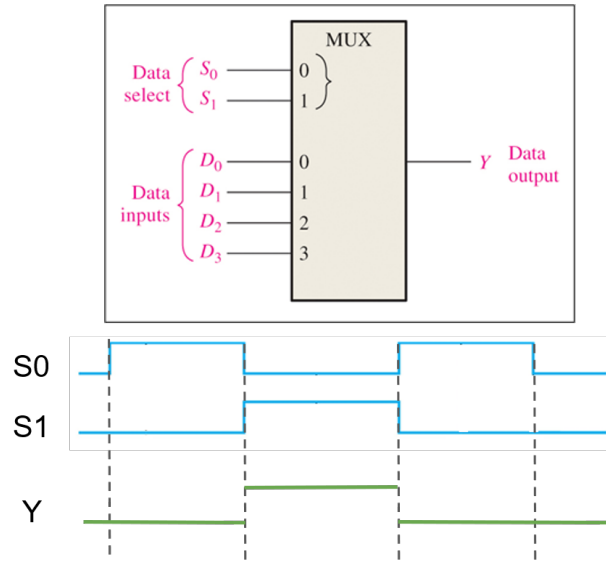 MUX
Data select
S₀ 0
S₁ 1
Data inputs
D₀ 0
D₁ 1
D₂ 2
D₃ 3
Y Data output
S0
S1
Y